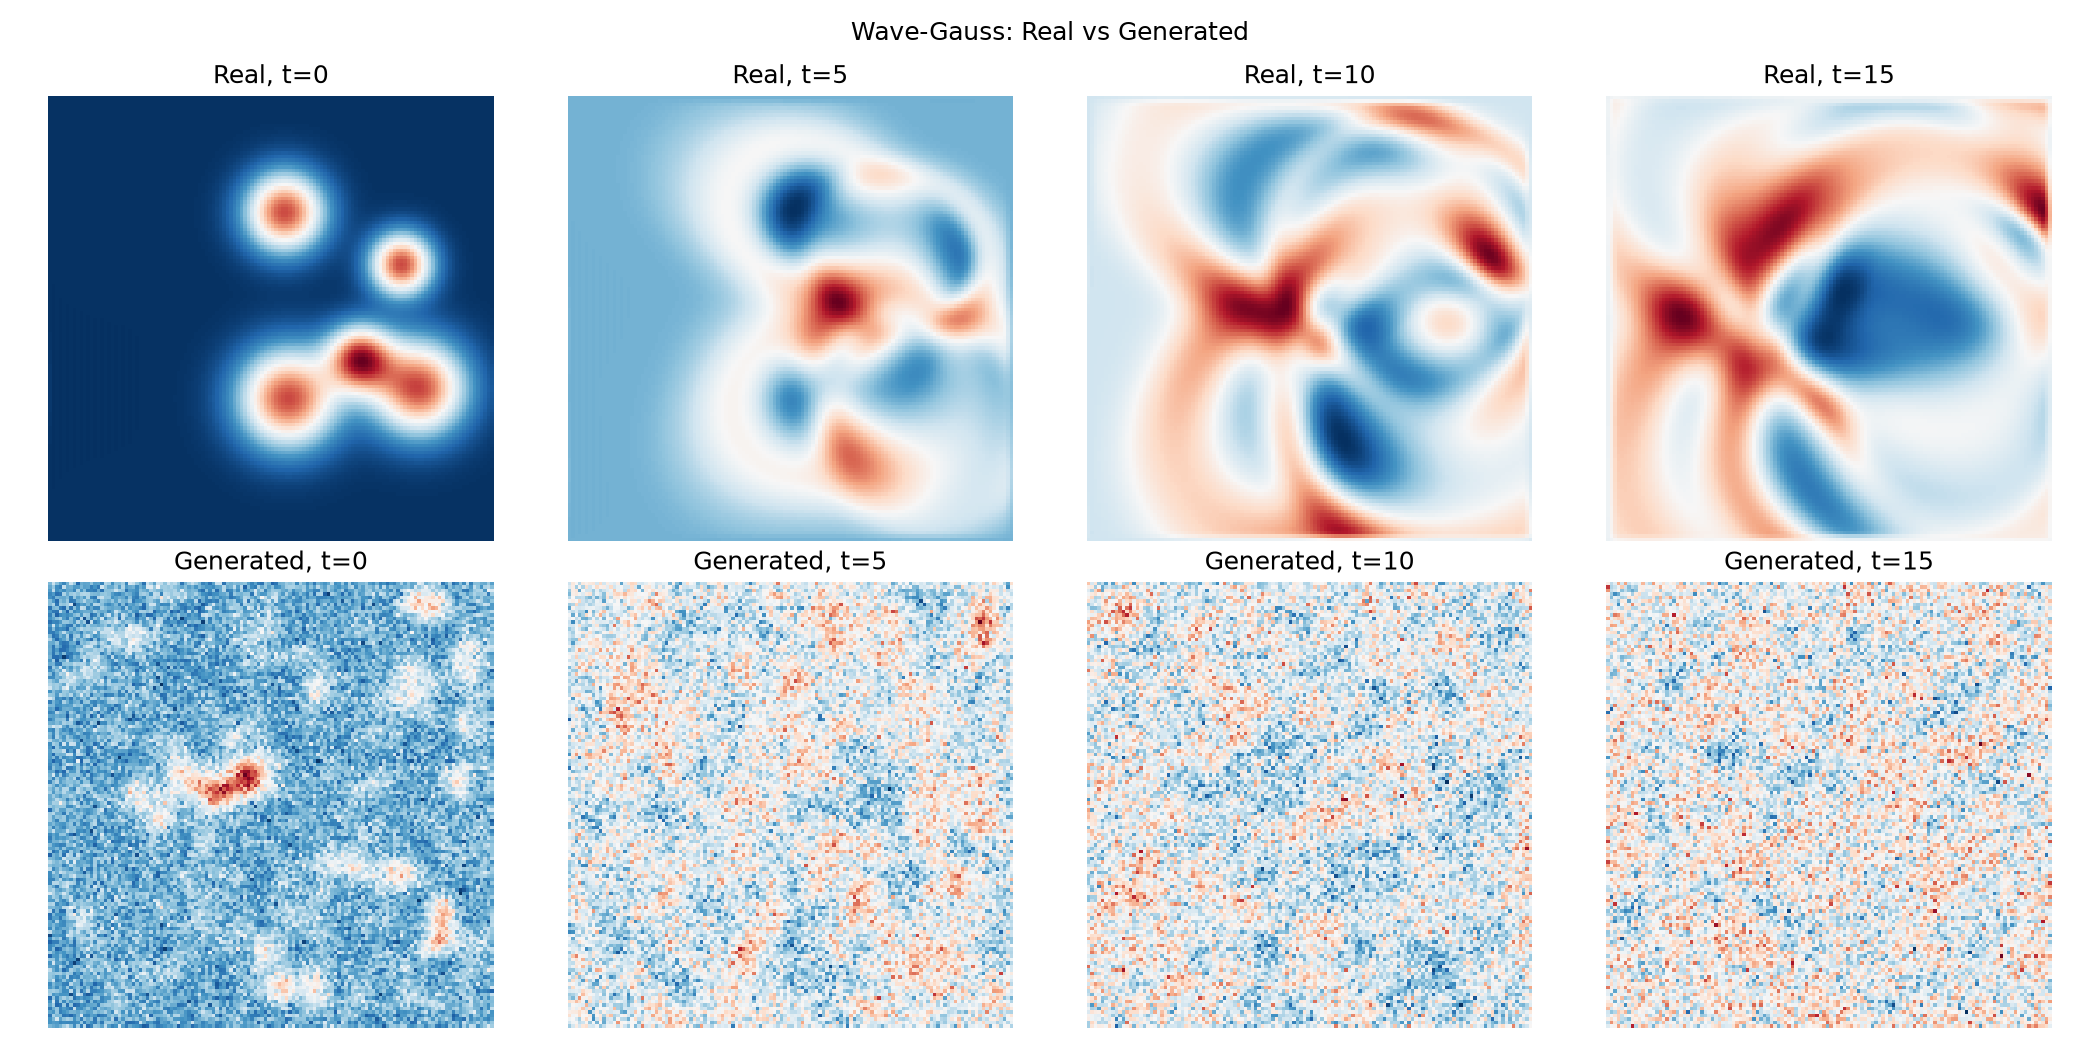 Wave-Gauss: Real vs Generated
Real, t=0
Real, t=5
Real, t=10
Real, t=15
Generated, t=0
Generated, t=5
Generated, t=10
Generated, t=15